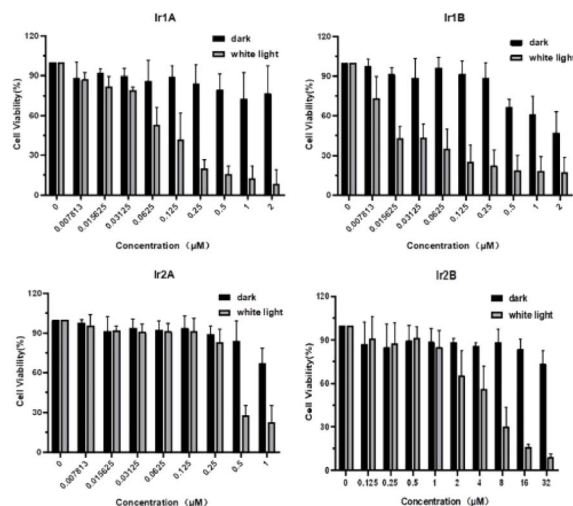 Ir1A
120
90
60
30
0
Cell Viability(%)
dark
white light
0
0.007813
0.015625
0.03125
0.0625
0.125
0.25
0.5
1
2
Concentration (μM)
Ir1B
120
90
60
30
0
Cell Viability(%)
dark
white light
0
0.007813
0.015625
0.03125
0.0625
0.125
0.25
0.5
1
2
Concentration (μM)
Ir2A
120
90
60
30
0
Cell Viability(%)
dark
white light
0
0.007813
0.015625
0.03125
0.0625
0.125
0.25
0.5
1
Concentration (μM)
Ir2B
120
90
60
30
0
Cell Viability(%)
dark
white light
0
0.125
0.25
0.5
1
2
4
8
16
32
Concentration (μM)